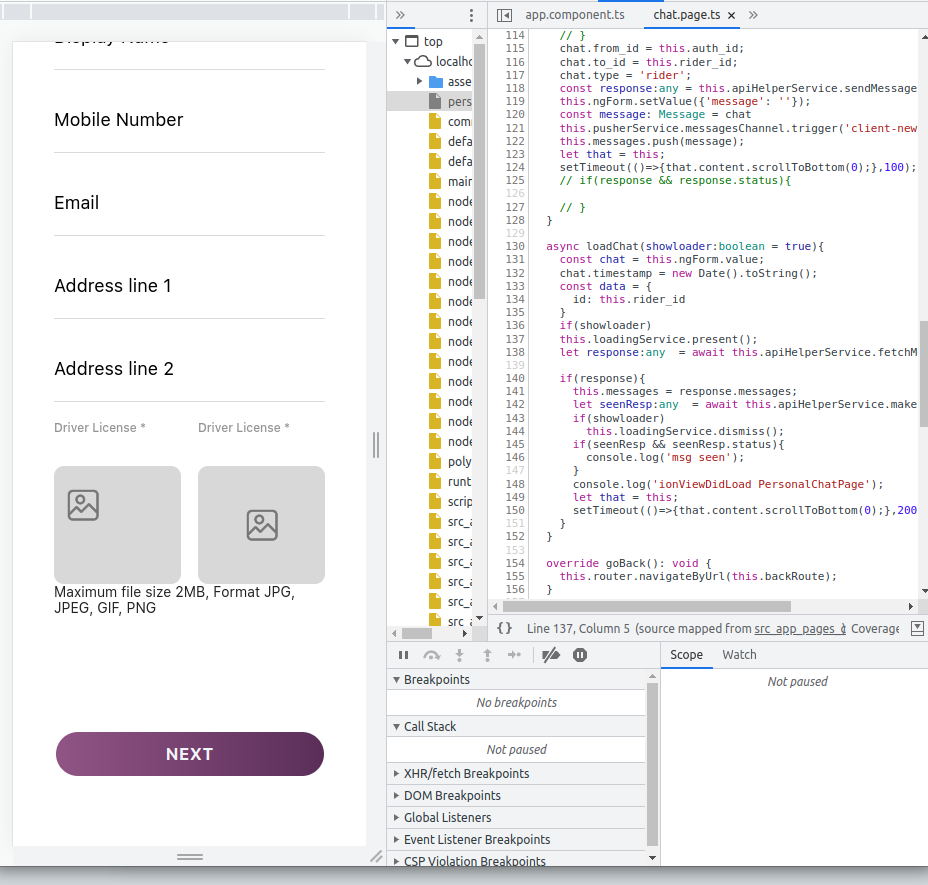 Display Name
Mobile Number
Email
Address line 1
Address line 2
Driver License * Driver License *
Maximum file size 2MB, Format JPG,
JPEG, GIF, PNG
NEXT
top
localho
asse
pers
com
defa
defa
main
node
node
node
node
node
node
node
node
node
node
node
node
node
poly
runt
scrip
src_a
src_a
src_a
src_a
src_a
src_a
app.component.ts chat.page.ts
114 // }
115 chat.from_id = this.auth_id;
116 chat.to_id = this.rider_id;
117 chat.type = 'rider';
118 const response:any = this.apiHelperService.sendMessage
119 this.ngForm.setValue({'message': ''});
120 const message: Message = chat
121 this.pusherService.messagesChannel.trigger('client-new
122 this.messages.push(message);
123 let that = this;
124 setTimeout(()=>{that.content.scrollToBottom(0);},100);
125 // if(response && response.status){
126
127 // }
128 }
129
130 async loadChat(showloader:boolean = true){
131 const chat = this.ngForm.value;
132 chat.timestamp = new Date().toString();
133 const data = {
134 id: this.rider_id
135 }
136 if(showloader)
137 this.loadingService.present();
138 let response:any  = await this.apiHelperService.fetchM
139
140 if(response){
141 this.messages = response.messages;
142 let seenResp:any  = await this.apiHelperService.make
143 if(showloader)
144 this.loadingService.dismiss();
145 if(seenResp && seenResp.status){
146 console.log('msg seen');
147 }
148 console.log('ionViewDidLoad PersonalChatPage');
149 let that = this;
150 setTimeout(()=>{that.content.scrollToBottom(0);},200
151 }
152 }
153
154 override goBack(): void {
155 this.router.navigateByUrl(this.backRoute);
156 }
{} Line 137, Column 5 (source mapped from src_app_pages_c Coverage
Scope Watch
Not paused
Breakpoints
No breakpoints
Call Stack
Not paused
XHR/fetch Breakpoints
DOM Breakpoints
Global Listeners
Event Listener Breakpoints
CSP Violation Breakpoints